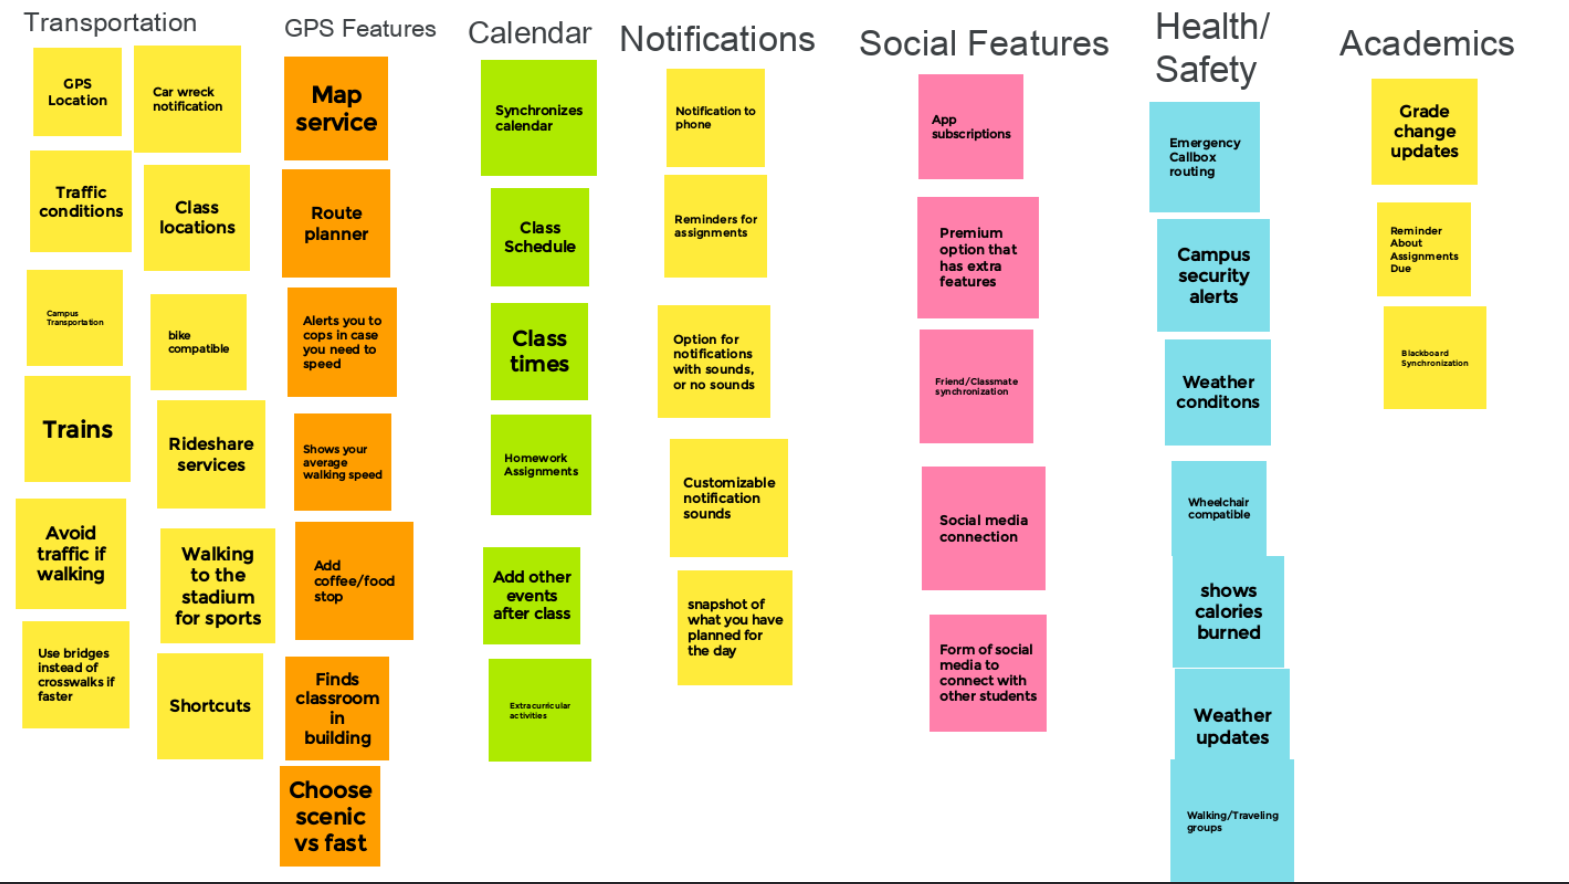 Transportation
GPS
Location
Car wreck
notification
Traffic
conditions
Class
locations
Campus
Transportation
bike
compatible
Trains
Rideshare
services
Avoid
traffic if
walking
Walking
to the
stadium
for sports
Use bridges
instead of
crosswalks if
faster
Shortcuts
GPS Features
Map
service
Route
planner
Alerts you to
cops in case
you need to
speed
Shows your
average
walking speed
Add
coffee/food
stop
Finds
classroom
in
building
Choose
scenic
vs fast
Calendar
Synchronizes
calendar
Class
Schedule
Class
times
Homework
Assignments
Add other
events
after class
Extracurricular
activities
Notifications
Notification to
phone
Reminders for
assignments
Option for
notifications
with sounds,
or no sounds
Customizable
notification
sounds
snapshot of
what you have
planned for
the day
Social Features
App
subscriptions
Premium
option that
has extra
features
Friend/Classmate
synchronization
Social media
connection
Form of social
media to
connect with
other students
Health/
Safety
Emergency
Callbox
routing
Campus
security
alerts
Weather
conditons
Wheelchair
compatible
shows
calories
burned
Weather
updates
Walking/Traveling
groups
Academics
Grade
change
updates
Reminder
About
Assignments
Due
Blackboard
Synchronization